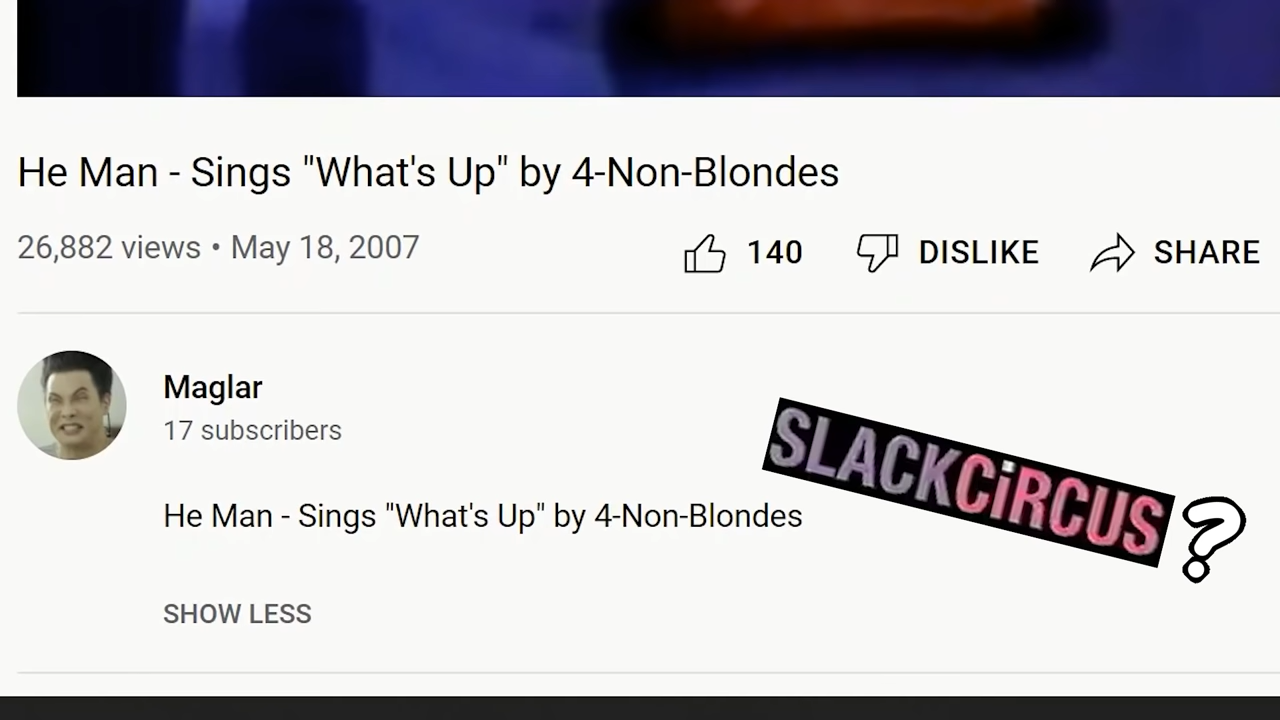 He Man - Sings "What's Up" by 4-Non-Blondes
26,882 views • May 18, 2007
140
DISLIKE
SHARE
Maglar
17 subscribers
SLACKCiRCUS ?
He Man - Sings "What's Up" by 4-Non-Blondes
SHOW LESS